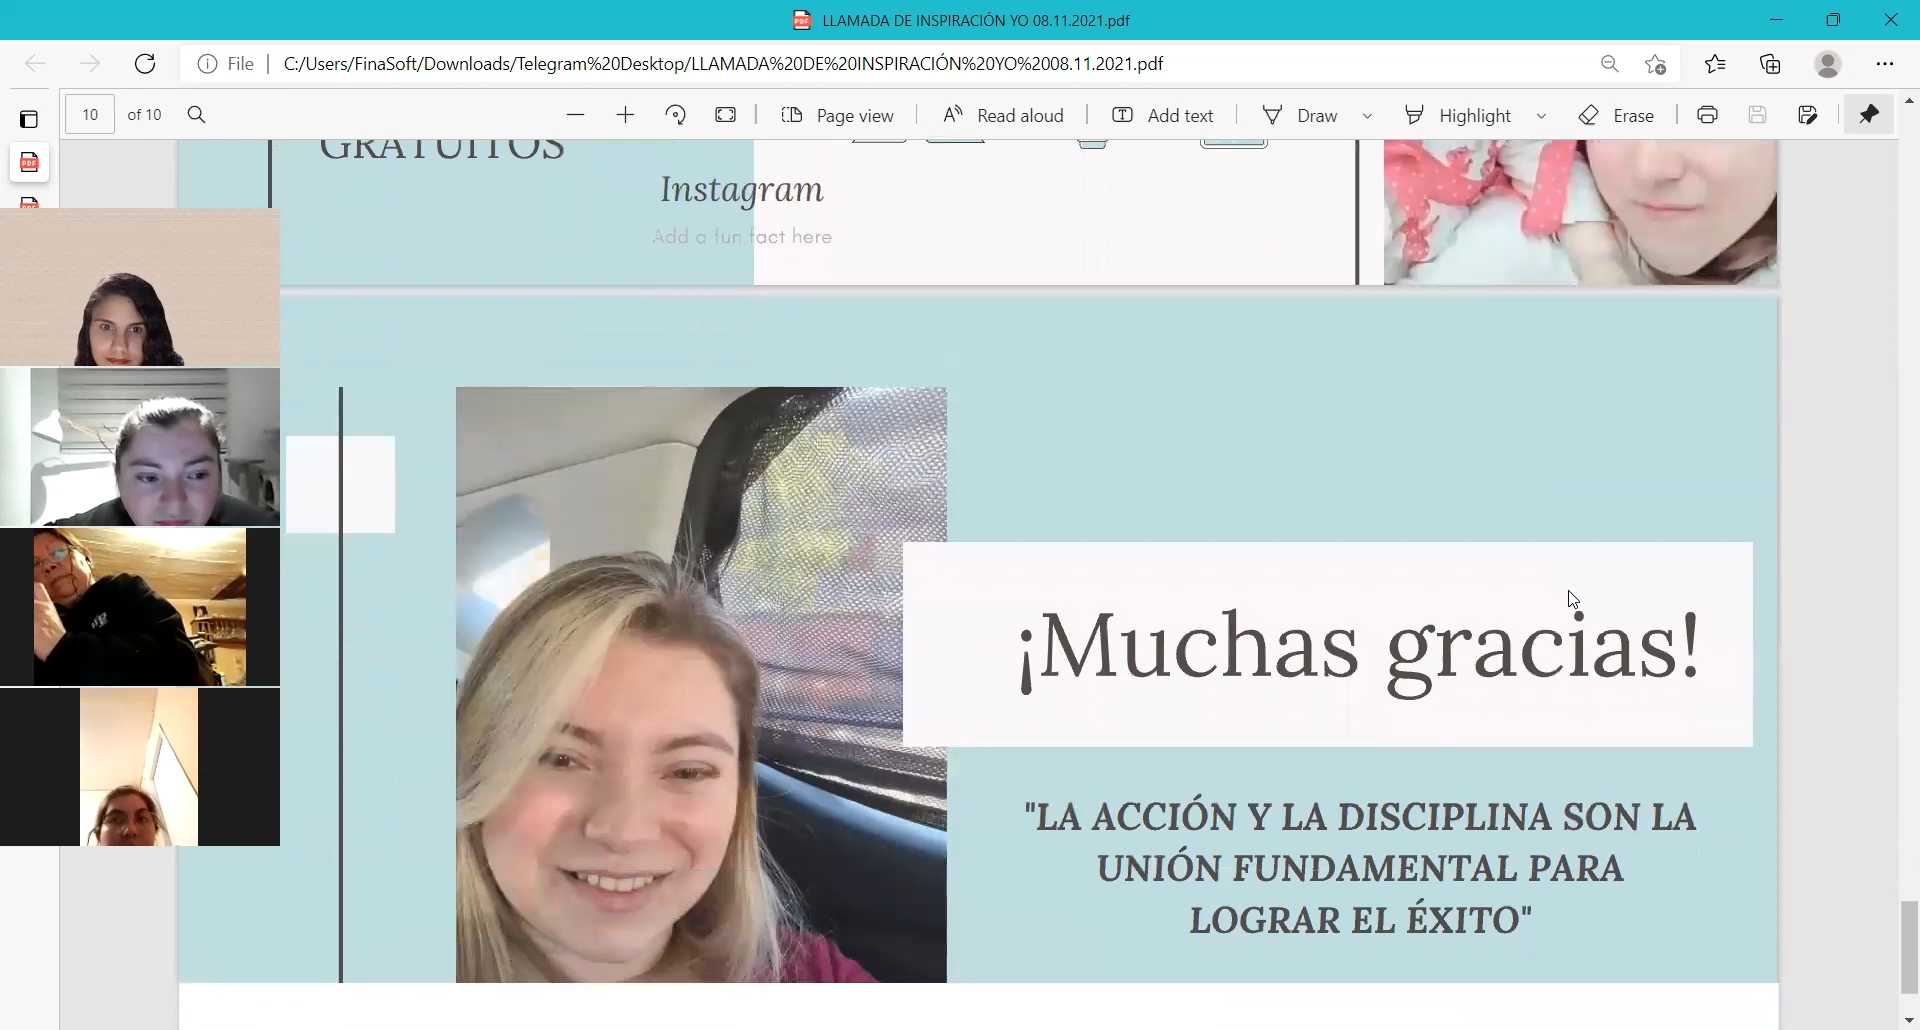 LLAMADA DE INSPIRACIÓN YO 08.11.2021.pdf
File
C:/Users/FinaSoft/Downloads/Telegram%20Desktop/LLAMADA%20DE%20INSPIRACIÓN%20YO%2008.11.2021.pdf
10 of 10
Page view
Read aloud
Add text
Draw
Highlight
Erase
PDF
GRATUITOS
Instagram
Add a fun fact here
¡Muchas gracias!
"LA ACCIÓN Y LA DISCIPLINA SON LA
UNIÓN FUNDAMENTAL PARA
LOGRAR EL ÉXITO"